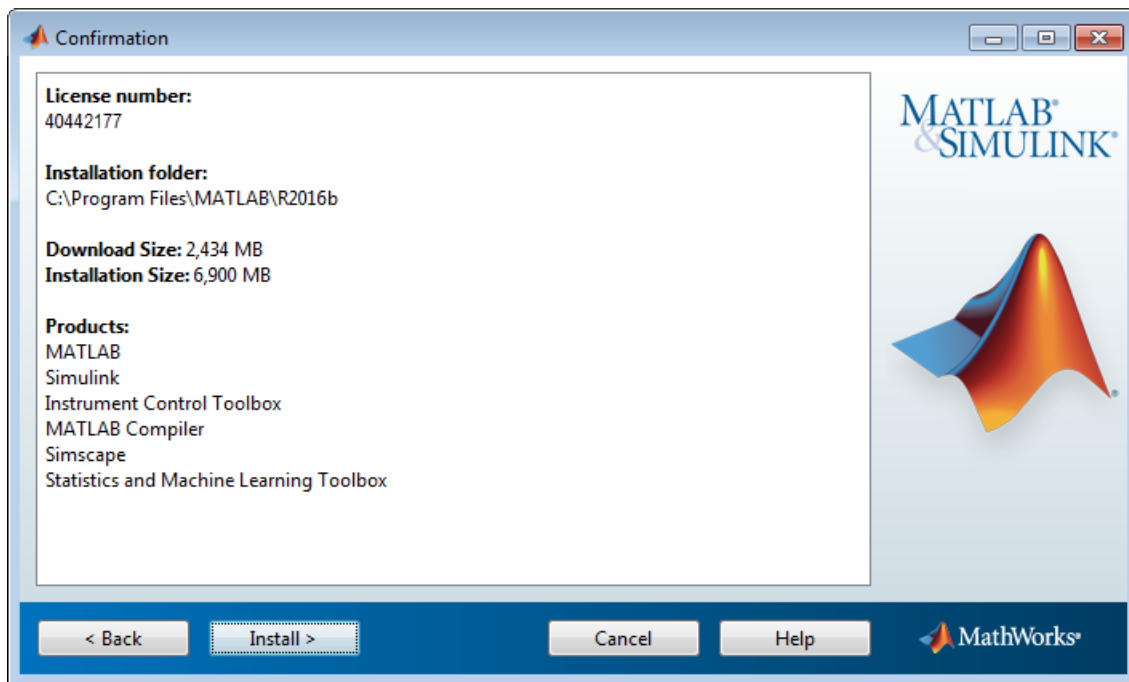 Confirmation
License number:
40442177
Installation folder:
C:\Program Files\MATLAB\R2016b
Download Size: 2,434 MB
Installation Size: 6,900 MB
Products:
MATLAB
Simulink
Instrument Control Toolbox
MATLAB Compiler
Simscape
Statistics and Machine Learning Toolbox
MATLAB®
&SIMULINK®
®
< Back
Install >
Cancel
Help
MathWorks®